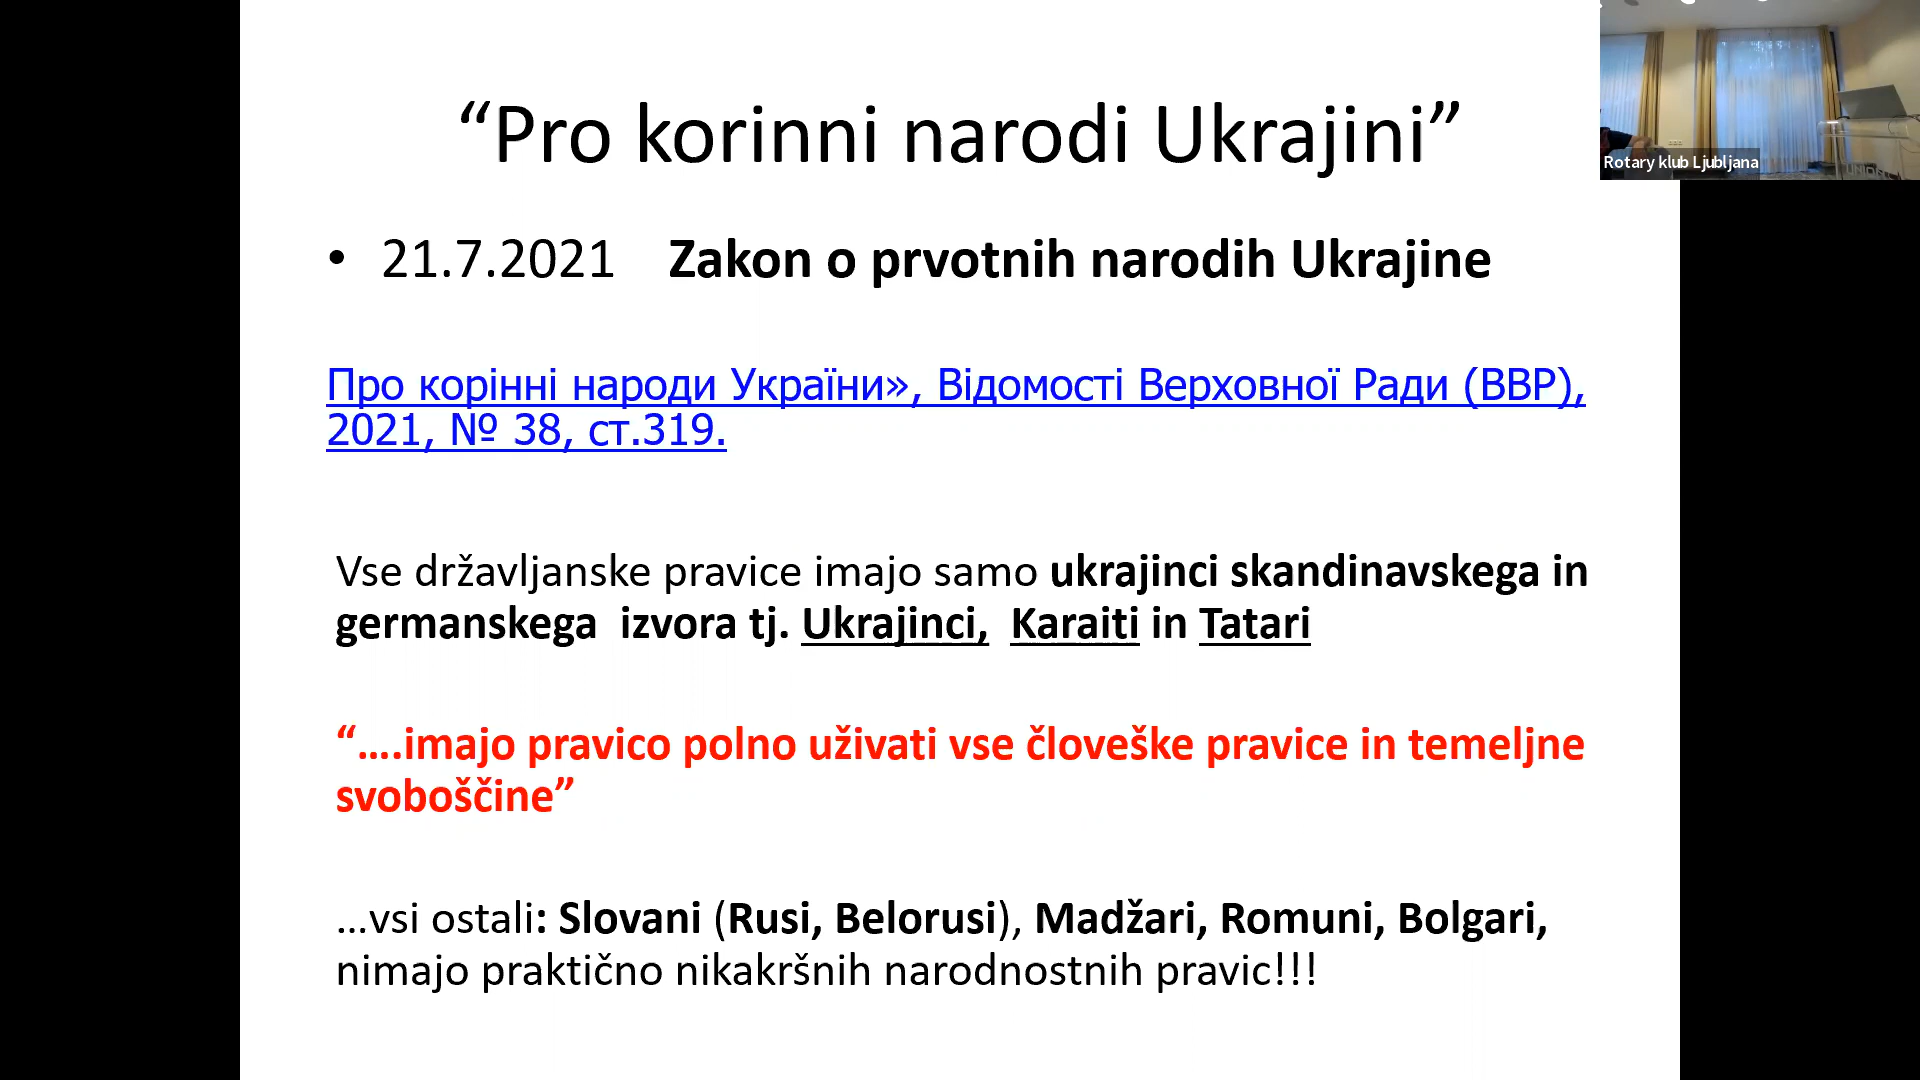 “Pro korinni narodi Ukrajini”
Rotary klub Ljubljana
• 21.7.2021 Zakon o prvotnih narodih Ukrajine
Про корінні народи України», Відомості Верховної Ради (ВВР),
2021, № 38, ст.319.
Vse državljanske pravice imajo samo ukrajinci skandinavskega in
germanskega izvora tj. Ukrajinci, Karaiti in Tatari
“….imajo pravico polno uživati vse človeške pravice in temeljne
svoboščine”
…vsi ostali: Slovani (Rusi, Belorusi), Madžari, Romuni, Bolgari,
nimajo praktično nikakršnih narodnostnih pravic!!!